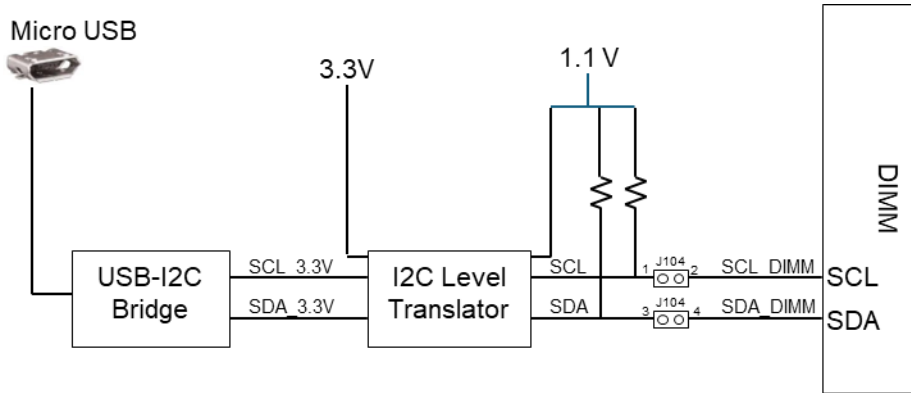 Micro USB
3.3V
1.1 V
DIMM
USB-I2C
Bridge
SCL_3.3V
SDA_3.3V
I2C Level
Translator
SCL
SDA
1 J104 2
3 J104 4
SCL_DIMM
SDA_DIMM
SCL
SDA